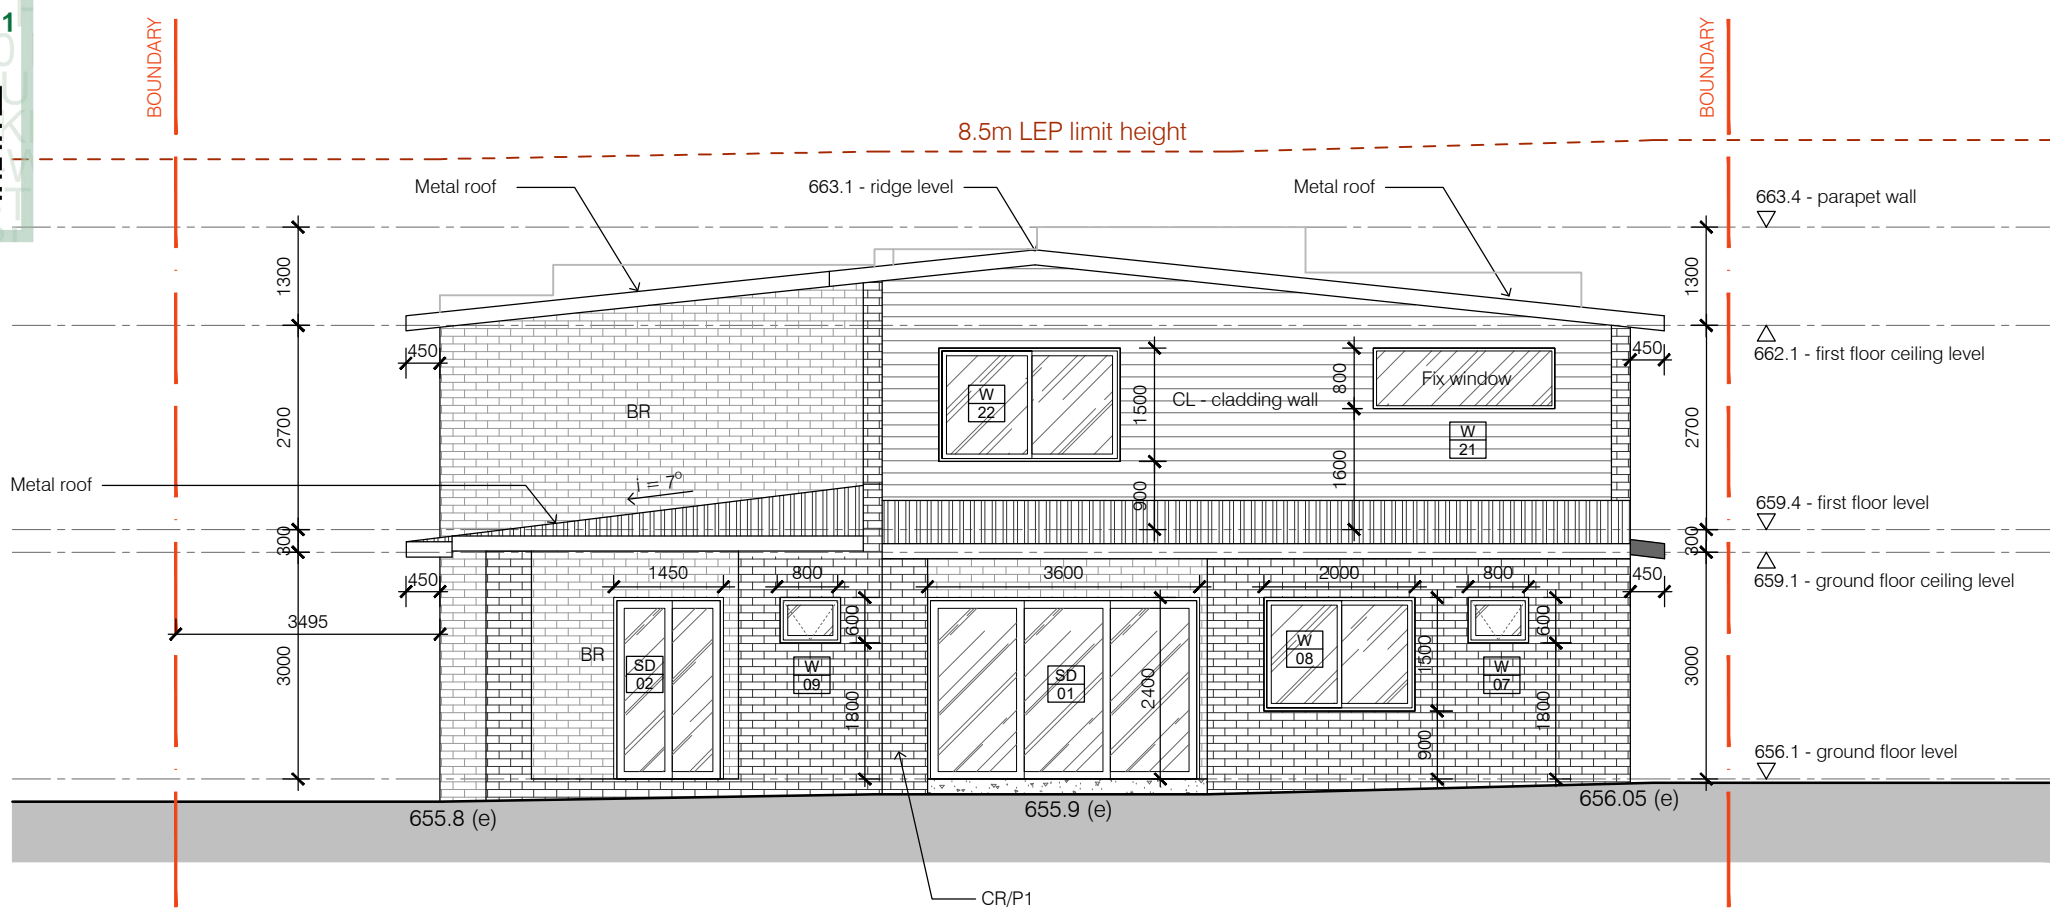 1
BOUNDARY
BOUNDARY
8.5m LEP limit height
Metal roof
663.1 - ridge level
Metal roof
663.4 - parapet wall
1300
1300
450
450
662.1 - first floor ceiling level
W
22
1500
800
Fix window
CL - cladding wall
BR
2700
2700
W
21
1600
Metal roof
i = 7°
900
659.4 - first floor level
300
300
450
1450
800
3600
2000
800
450
659.1 - ground floor ceiling level
3495
600
600
BR
SD
02
W
09
SD
01
W
08
1500
W
07
3000
3000
1800
2400
1800
900
656.1 - ground floor level
655.8 (e)
655.9 (e)
656.05 (e)
CR/P1